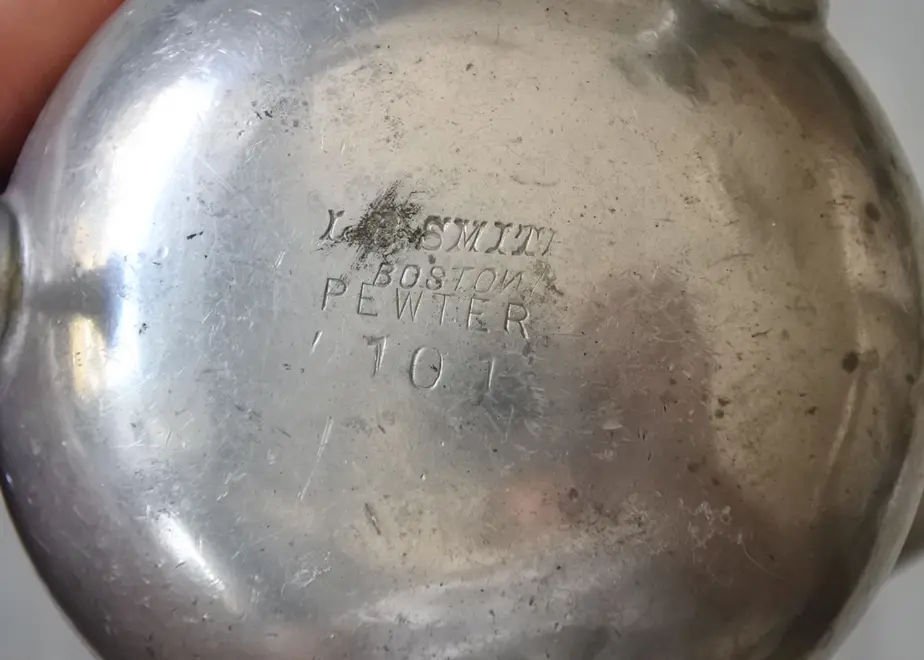 SMITH
BOSTON
PEWTER
101